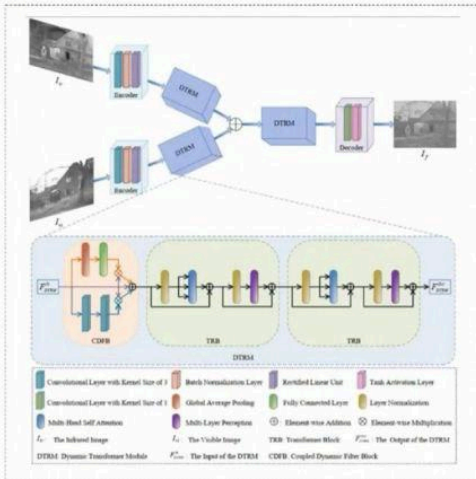 Encoder
DTRM
DTRM
Decoder
Encoder
DTRM
CDFB
TRB
TRB
DTRM
Convolutional Layer with Kernel Size of 3
Batch Normalization Layer
Rectified Linear Unit
Tanh Activation Layer
Convolutional Layer with Kernel Size of 1
Global Average Pooling
Fully Connected Layer
Layer Normalization
Multi-Head Self Attention
Multi-Layer Perception
Element-wise Addition
Element-wise Multiplication
The Infrared Image
The Visible Image
TRB: Transformer Block
The Output of the DTRM
DTRM: Dynamic Transformer Module
The Input of the DTRM
CDFB: Coupled Dynamic Filter Block